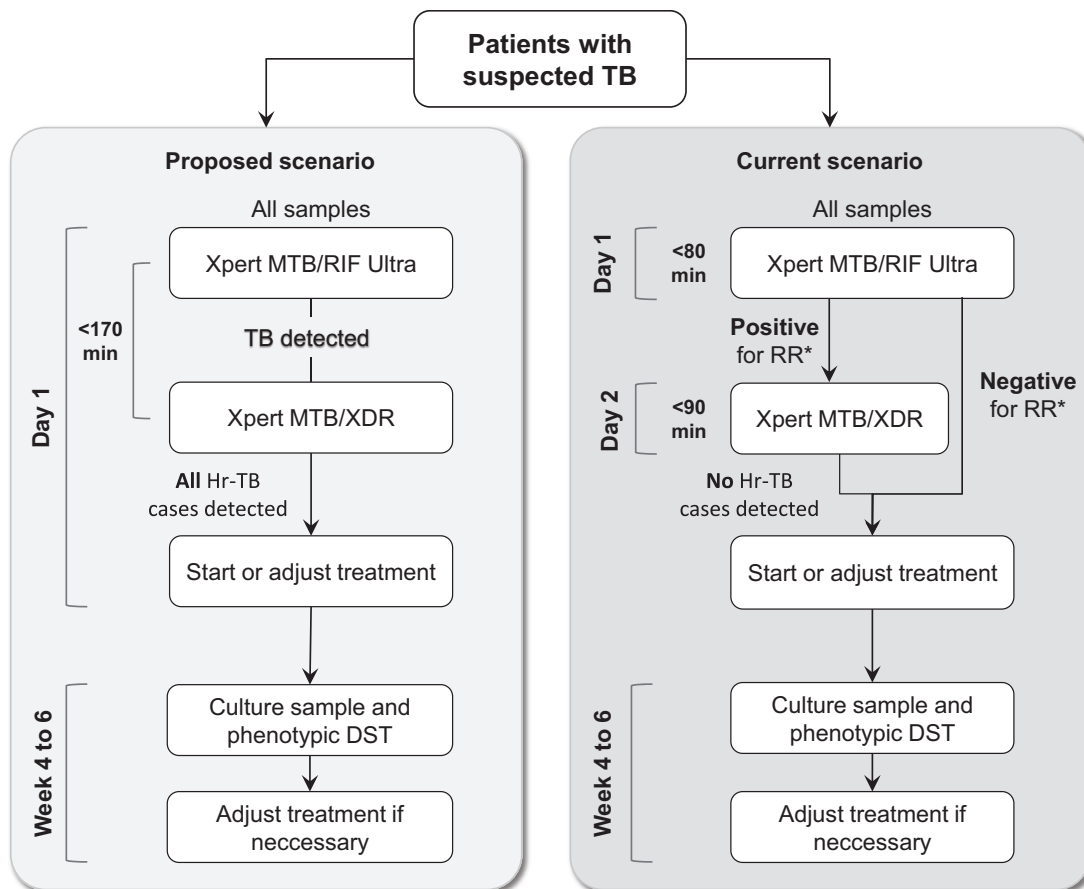 Patients with
suspected TB
Proposed scenario
All samples
Day 1
<170
min
Xpert MTB/RIF Ultra
TB detected
Xpert MTB/XDR
All Hr-TB
cases detected
Start or adjust treatment
Week 4 to 6
Culture sample and
phenotypic DST
Adjust treatment if
neccessary
Current scenario
All samples
Day 1
<80
min
Xpert MTB/RIF Ultra
Positive
for RR*
Negative
for RR*
Day 2
<90
min
Xpert MTB/XDR
No Hr-TB
cases detected
Start or adjust treatment
Week 4 to 6
Culture sample and
phenotypic DST
Adjust treatment if
neccessary